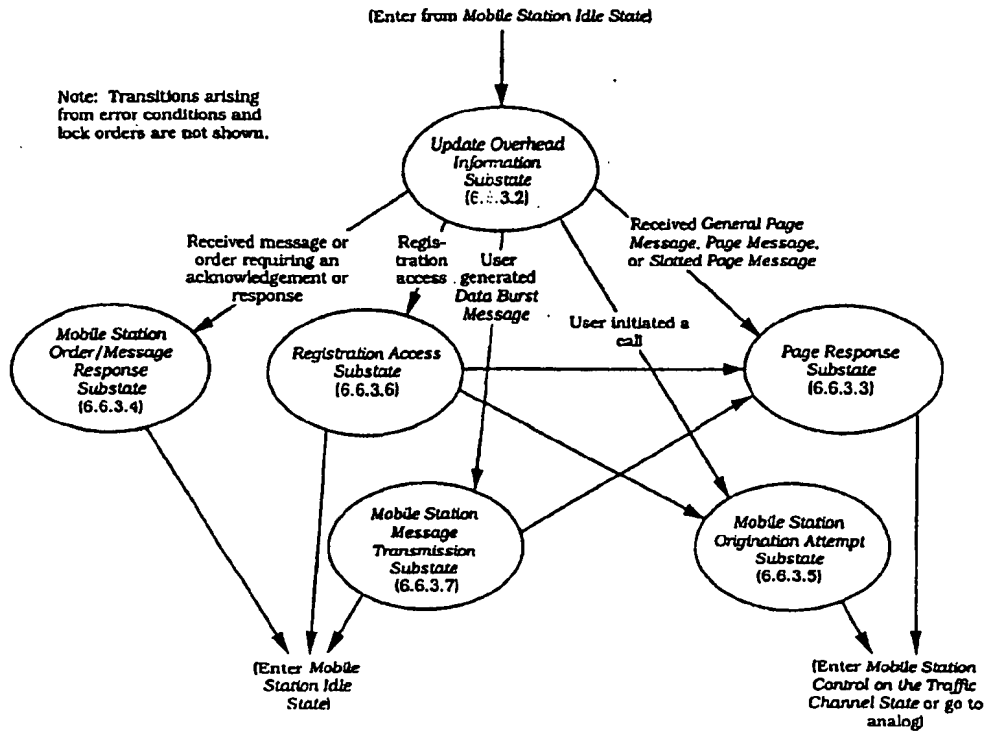 (Enter from Mobile Station Idle State)
Note: Transitions arising
from error conditions and
lock orders are not shown.
Update Overhead
Information
Substate
3.2)
Received message or
order requiring an
acknowledgement or
response
Regis-
tration
access
User
generated
Data Burst
Message
User initiated a
call
Received General Page
Message, Page Message,
or Slotted Page Message
Mobile Station
Order/Message
Response
Substate
(6.6.3.4)
Registration Access
Substate
(6.6.3.6)
Page Response
Substate
(6.6.3.3)
Mobile Station
Message
Transmission
Substate
(6.6.3.7)
Mobile Station
Origination Attempt
Substate
(6.6.3.5)
(Enter Mobile
Station Idle
State)
(Enter Mobile Station
Control on the Traffic
Channel State or go to
analog)